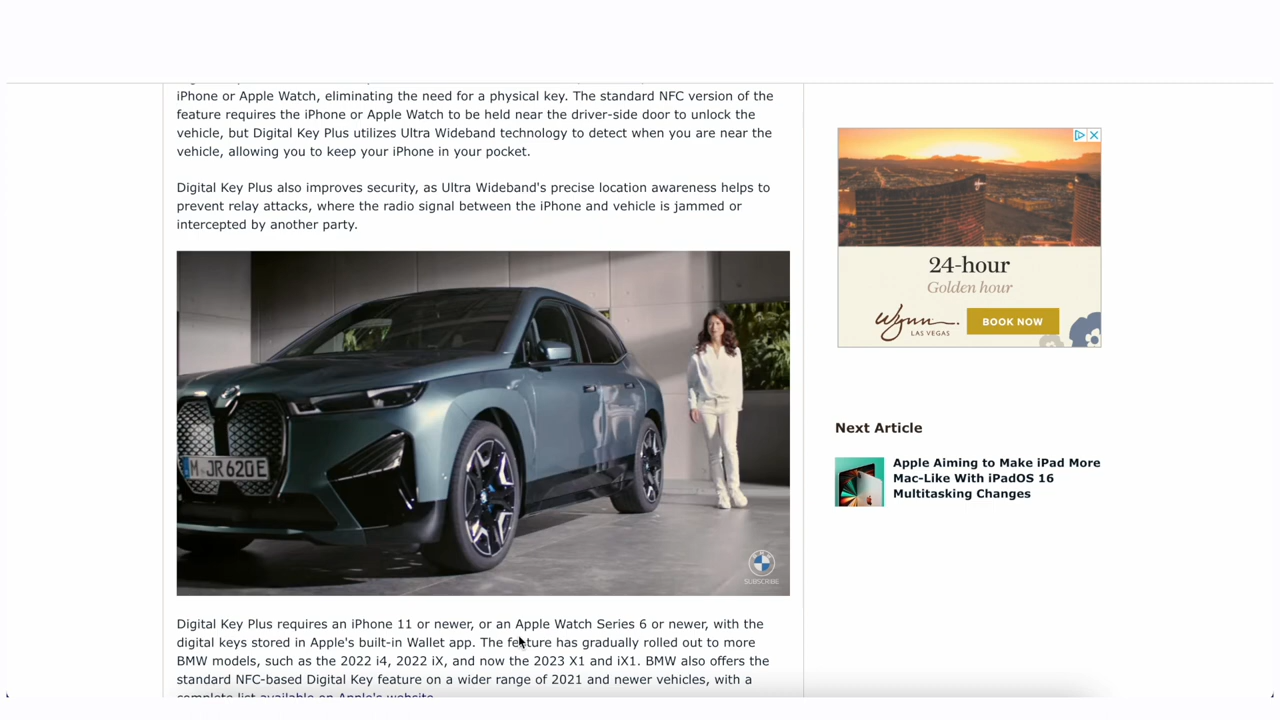 iPhone or Apple Watch, eliminating the need for a physical key. The standard NFC version of the
feature requires the iPhone or Apple Watch to be held near the driver-side door to unlock the
vehicle, but Digital Key Plus utilizes Ultra Wideband technology to detect when you are near the
vehicle, allowing you to keep your iPhone in your pocket.
Digital Key Plus also improves security, as Ultra Wideband's precise location awareness helps to
prevent relay attacks, where the radio signal between the iPhone and vehicle is jammed or
intercepted by another party.
M JR 620 E
BMW
SUBSCRIBE
Digital Key Plus requires an iPhone 11 or newer, or an Apple Watch Series 6 or newer, with the
digital keys stored in Apple's built-in Wallet app. The feature has gradually rolled out to more
BMW models, such as the 2022 i4, 2022 iX, and now the 2023 X1 and iX1. BMW also offers the
standard NFC-based Digital Key feature on a wider range of 2021 and newer vehicles, with a
complete list available on Apple's website.
24-hour
Golden hour
Wynn
LAS VEGAS
BOOK NOW
Next Article
Apple Aiming to Make iPad More
Mac-Like With iPadOS 16
Multitasking Changes